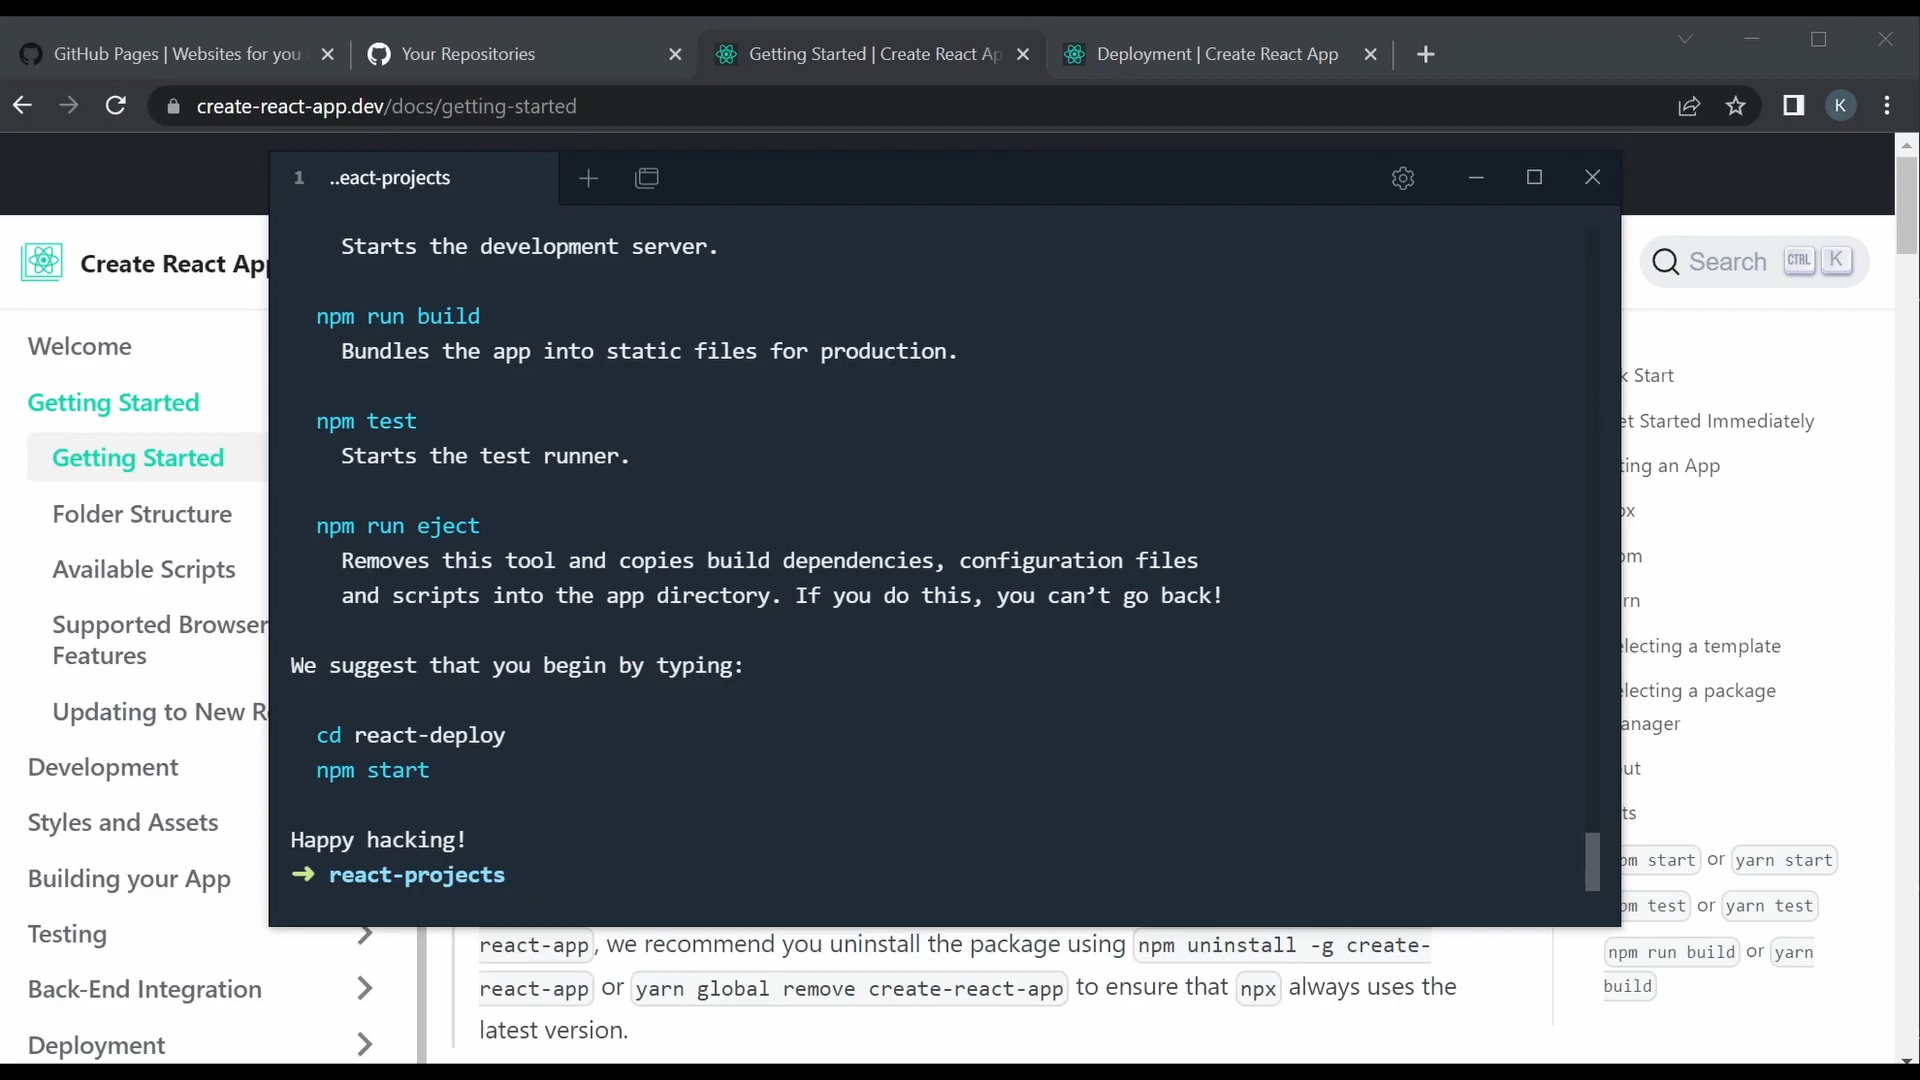 GitHub Pages | Websites for you
Your Repositories
Getting Started | Create React Ap
Deployment | Create React App
create-react-app.dev/docs/getting-started
K
1 ..eact-projects
Create React App
Search CTRL K
Welcome
Getting Started
Getting Started
Folder Structure
Available Scripts
Supported Browser
Features
Updating to New Re
Development
Styles and Assets
Building your App
Testing
Back-End Integration
Deployment
Starts the development server.
npm run build
Bundles the app into static files for production.
npm test
Starts the test runner.
npm run eject
Removes this tool and copies build dependencies, configuration files
and scripts into the app directory. If you do this, you can’t go back!
We suggest that you begin by typing:
cd react-deploy
npm start
Happy hacking!
➜ react-projects
react-app, we recommend you uninstall the package using npm uninstall -g create-
react-app or yarn global remove create-react-app to ensure that npx always uses the
latest version.
k Start
et Started Immediately
ting an App
px
pm
rn
electing a template
electing a package
anager
put
ts
pm start or yarn start
pm test or yarn test
npm run build or yarn
build